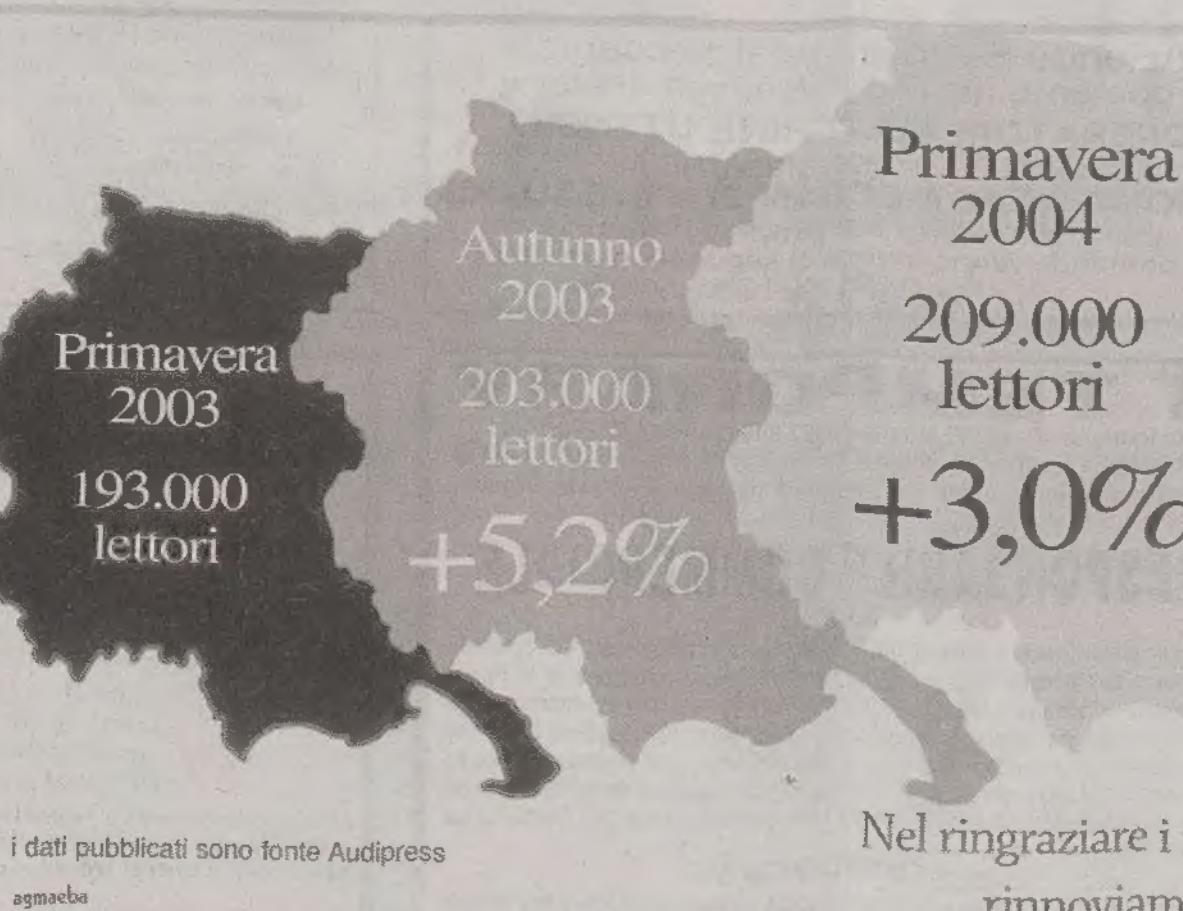 Primavera
2003
193.000
lettori
Autunno
2003
203.000
lettori
+5,2%
Primavera
2004
209.000
lettori
+3,0%
i dati pubblicati sono fonte Audipress
agmaeba
Nel ringraziare i
rinnoviam